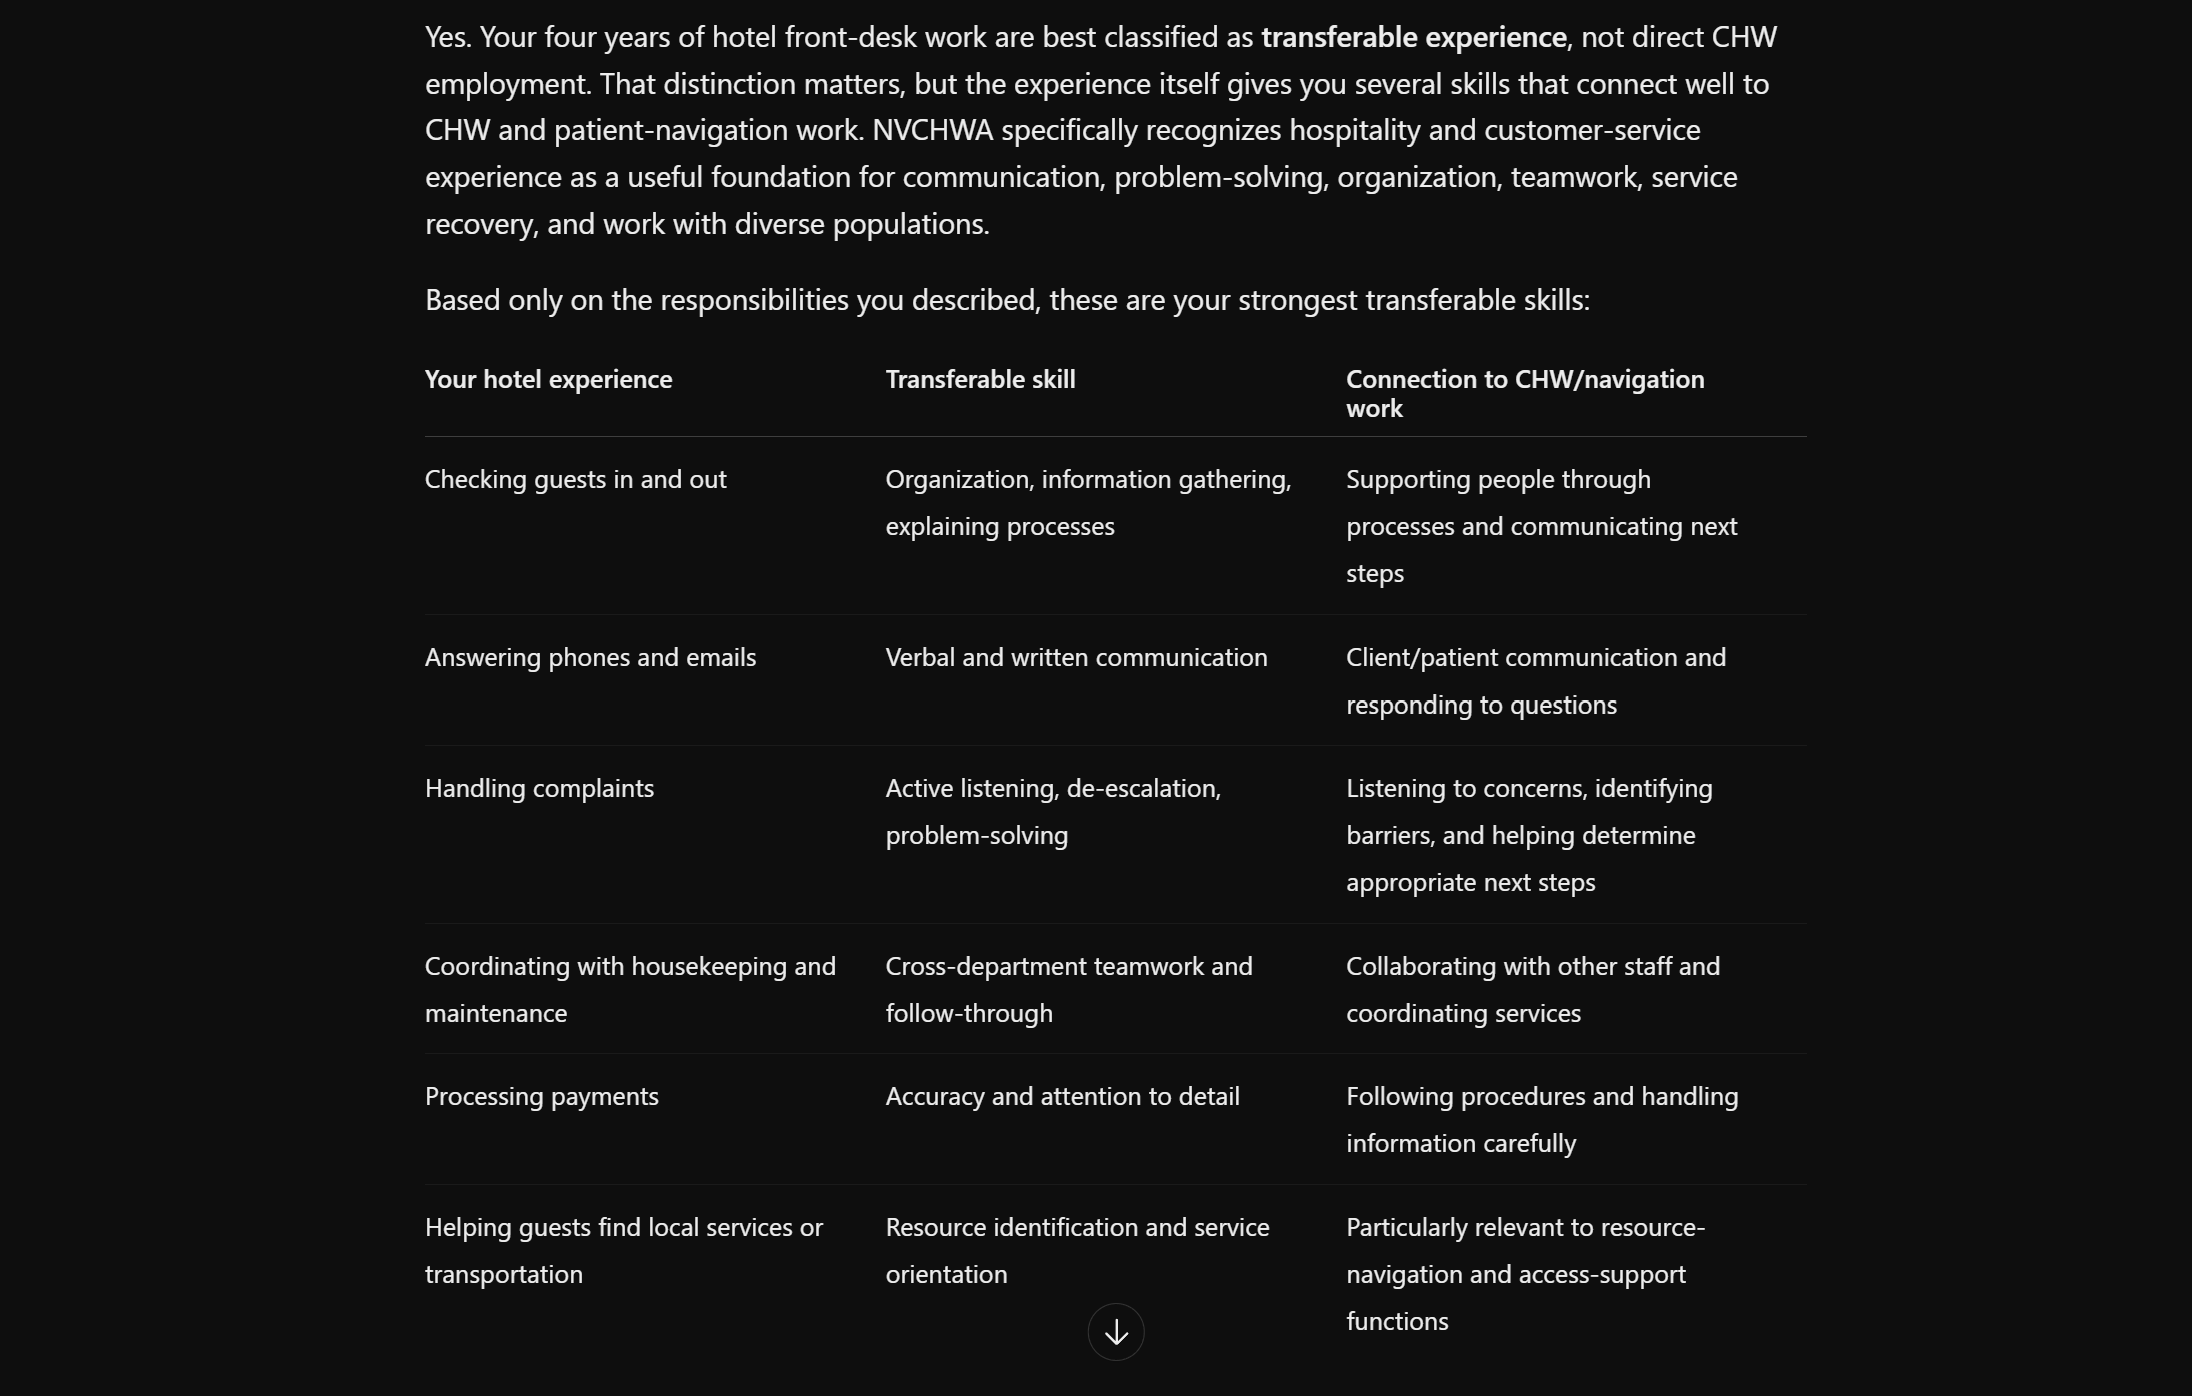 Yes. Your four years of hotel front-desk work are best classified as transferable experience, not direct CHW
employment. That distinction matters, but the experience itself gives you several skills that connect well to
CHW and patient-navigation work. NVCHWA specifically recognizes hospitality and customer-service
experience as a useful foundation for communication, problem-solving, organization, teamwork, service
recovery, and work with diverse populations.
Based only on the responsibilities you described, these are your strongest transferable skills:
Your hotel experience
Transferable skill
Connection to CHW/navigation
work
Checking guests in and out
Organization, information gathering,
explaining processes
Supporting people through
processes and communicating next
steps
Answering phones and emails
Verbal and written communication
Client/patient communication and
responding to questions
Handling complaints
Active listening, de-escalation,
problem-solving
Listening to concerns, identifying
barriers, and helping determine
appropriate next steps
Coordinating with housekeeping and
maintenance
Cross-department teamwork and
follow-through
Collaborating with other staff and
coordinating services
Processing payments
Accuracy and attention to detail
Following procedures and handling
information carefully
Helping guests find local services or
transportation
Resource identification and service
orientation
Particularly relevant to resource-
navigation and access-support
functions